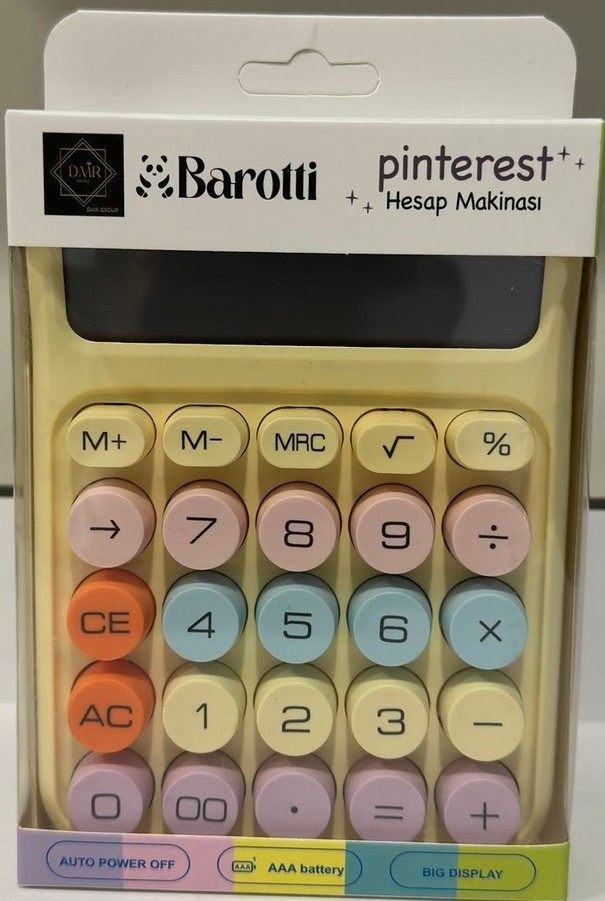 DMR
DMR GROUP
Barotti
pinterest
Hesap Makinası
M+ M- MRC √ %
→ 7 8 9 ÷
CE 4 5 6 X
AC 1 2 3 −
0 00 . = +
AUTO POWER OFF
AAA
AAA battery
BIG DISPLAY